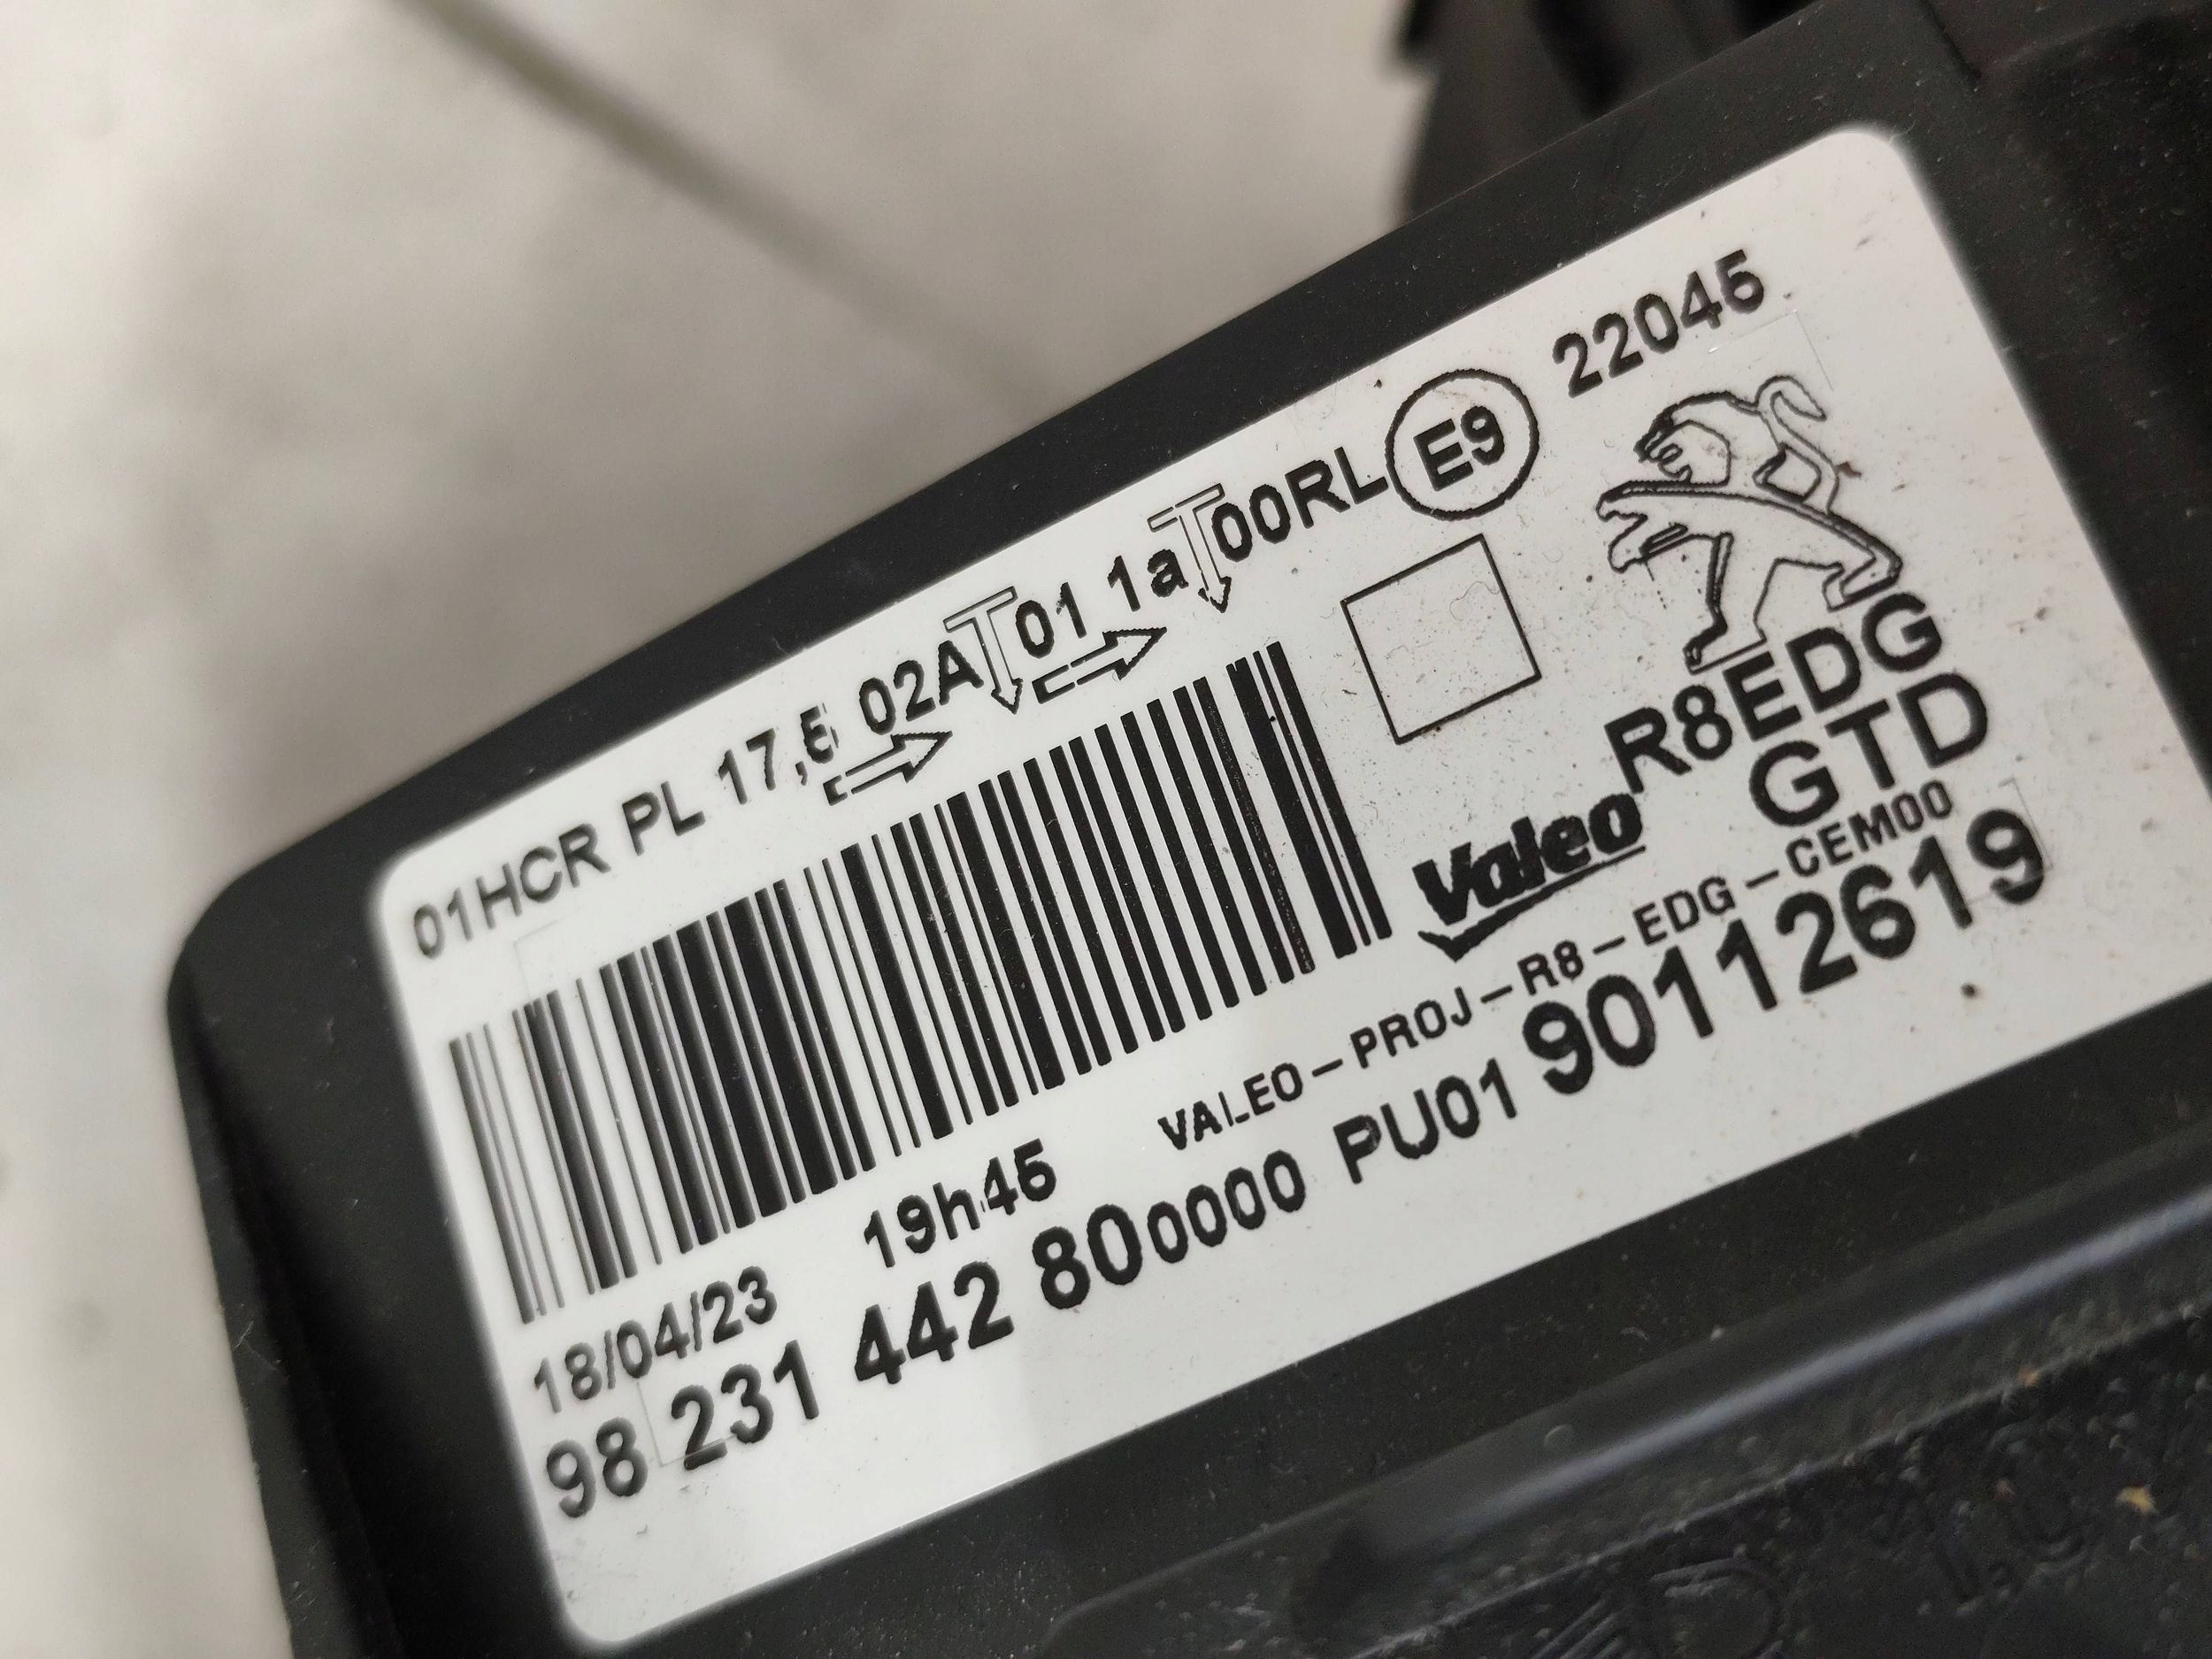 22045
01HCR PL 17,5 02A 01 1a 00RL E9
R8EDG
GTD
Valeo
VALEO-PROJ-R8-EDG-CEM00
18/04/23 19h45
98 231 442 800000 PU01 90112619